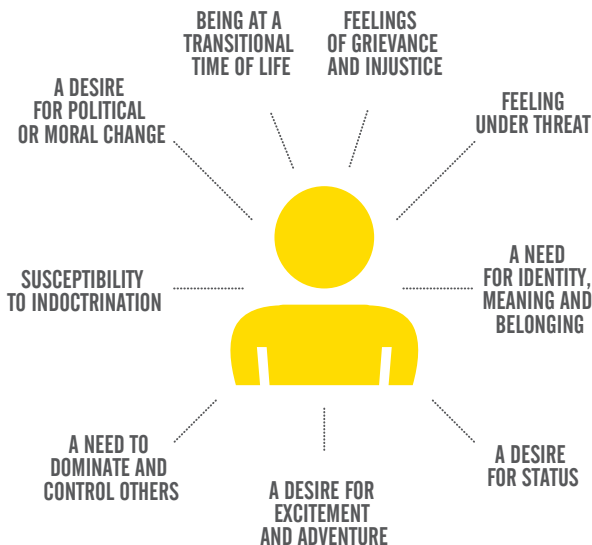 BEING AT A
TRANSITIONAL
TIME OF LIFE
FEELINGS
OF GRIEVANCE
AND INJUSTICE
A DESIRE
FOR POLITICAL
OR MORAL CHANGE
FEELING
UNDER THREAT
SUSCEPTIBILITY
TO INDOCTRINATION
A NEED
FOR IDENTITY,
MEANING AND
BELONGING
A NEED TO
DOMINATE AND
CONTROL OTHERS
A DESIRE FOR
EXCITEMENT
AND ADVENTURE
A DESIRE
FOR STATUS